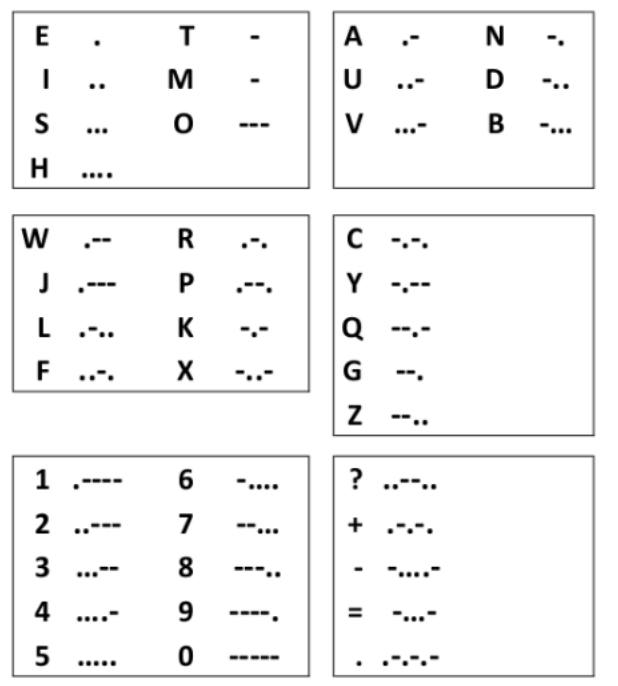 E . T -
I .. M -
S ... O ---
H ....
A .- N -.
U ..- D -..
V ...- B -...
W .-- R .-.
J .--- P .--.
L .-.. K -.-
F ..-. X -..-
C -.-.
Y -.--
Q --.-
G --.
Z --..
1 .---- 6 -....
2 ..--- 7 --...
3 ...-- 8 ---..
4 ....- 9 ----.
5 ..... 0 -----
? ..--..
+ .-.-.
- -....-
= -...-
. .-.-.-